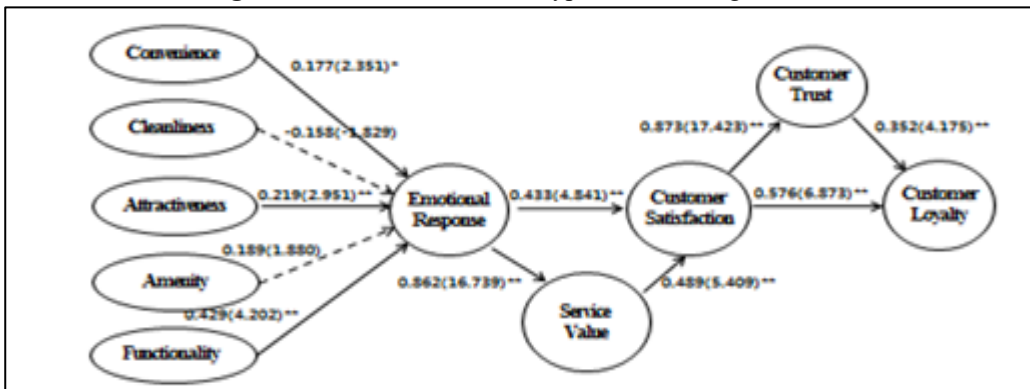 Convenience
0.177(2.351)*
Cleanliness
-0.158(-1.829)
Attractiveness
0.219(2.951)**
Amenity
0.189(1.880)
Functionality
0.429(4.202)**
Emotional
Response
0.433(4.841)**
0.862(16.739)**
Service
Value
0.489(5.409)**
Customer
Satisfaction
0.873(17.423)**
Customer
Trust
0.352(4.175)**
0.576(6.873)**
Customer
Loyalty